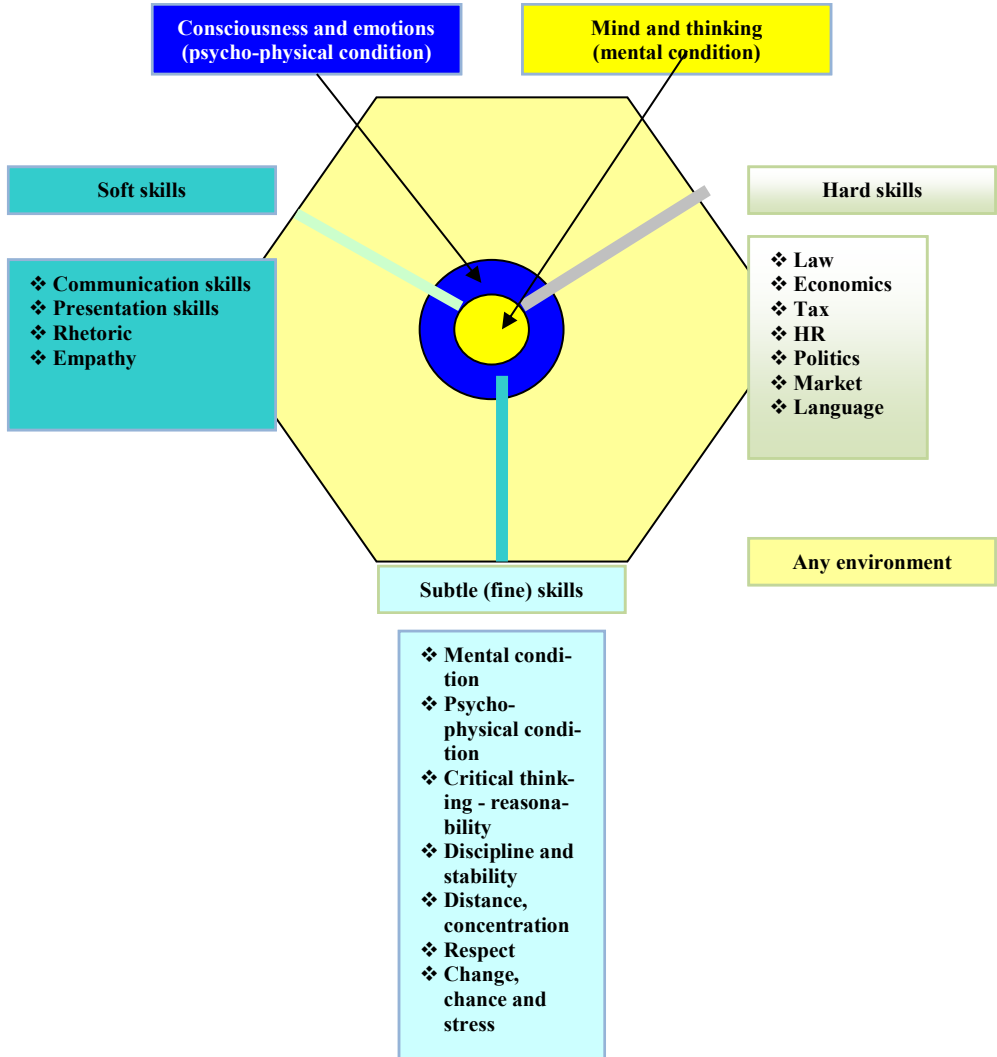 Consciousness and emotions
(psycho-physical condition)
Mind and thinking
(mental condition)
Soft skills
❖ Communication skills
❖ Presentation skills
❖ Rhetoric
❖ Empathy
Hard skills
❖ Law
❖ Economics
❖ Tax
❖ HR
❖ Politics
❖ Market
❖ Language
Any environment
Subtle (fine) skills
❖ Mental condi-
tion
❖ Psycho-
physical condi-
tion
❖ Critical think-
ing - reasona-
bility
❖ Discipline and
stability
❖ Distance,
concentration
❖ Respect
❖ Change,
chance and
stress